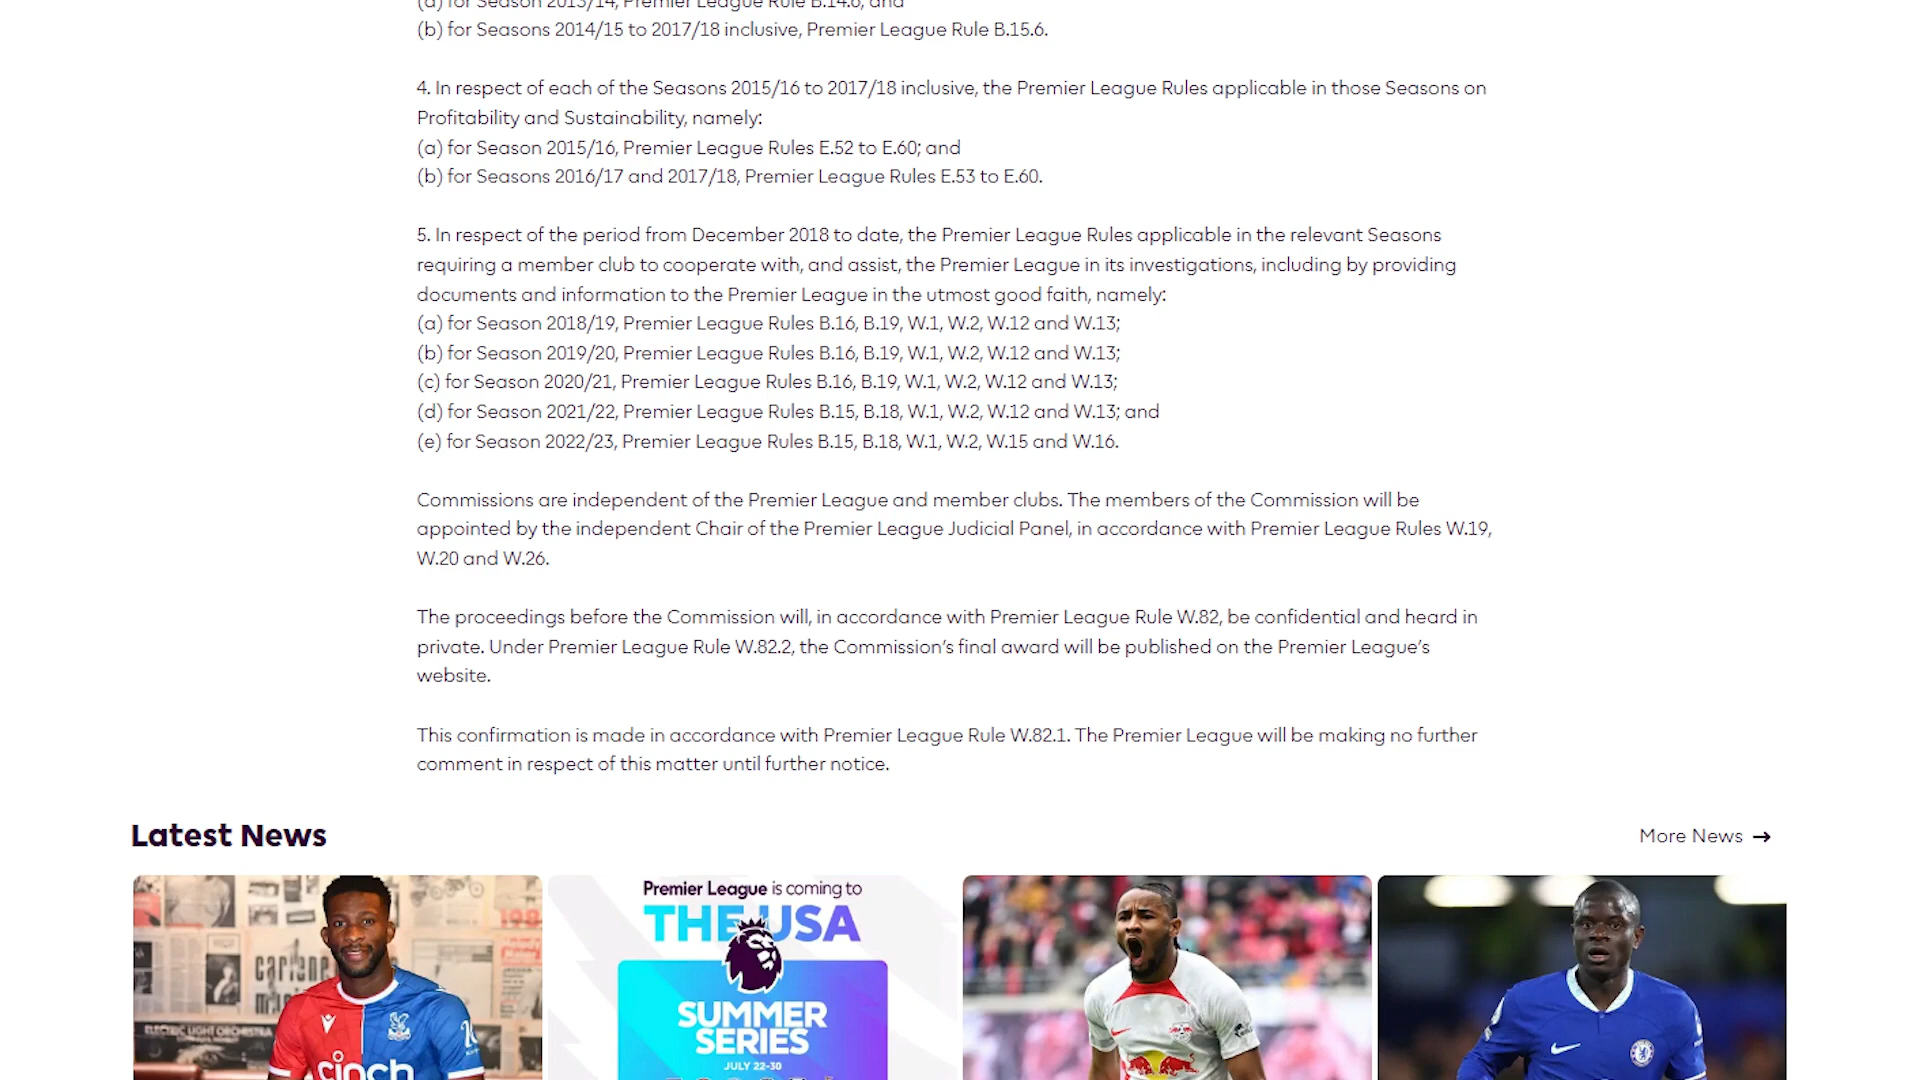 (a) for Season 2013/14, Premier League Rule B.14.6; and
(b) for Seasons 2014/15 to 2017/18 inclusive, Premier League Rule B.15.6.
4. In respect of each of the Seasons 2015/16 to 2017/18 inclusive, the Premier League Rules applicable in those Seasons on
Profitability and Sustainability, namely:
(a) for Season 2015/16, Premier League Rules E.52 to E.60; and
(b) for Seasons 2016/17 and 2017/18, Premier League Rules E.53 to E.60.
5. In respect of the period from December 2018 to date, the Premier League Rules applicable in the relevant Seasons
requiring a member club to cooperate with, and assist, the Premier League in its investigations, including by providing
documents and information to the Premier League in the utmost good faith, namely:
(a) for Season 2018/19, Premier League Rules B.16, B.19, W.1, W.2, W.12 and W.13;
(b) for Season 2019/20, Premier League Rules B.16, B.19, W.1, W.2, W.12 and W.13;
(c) for Season 2020/21, Premier League Rules B.16, B.19, W.1, W.2, W.12 and W.13;
(d) for Season 2021/22, Premier League Rules B.15, B.18, W.1, W.2, W.12 and W.13; and
(e) for Season 2022/23, Premier League Rules B.15, B.18, W.1, W.2, W.15 and W.16.
Commissions are independent of the Premier League and member clubs. The members of the Commission will be
appointed by the independent Chair of the Premier League Judicial Panel, in accordance with Premier League Rules W.19,
W.20 and W.26.
The proceedings before the Commission will, in accordance with Premier League Rule W.82, be confidential and heard in
private. Under Premier League Rule W.82.2, the Commission’s final award will be published on the Premier League’s
website.
This confirmation is made in accordance with Premier League Rule W.82.1. The Premier League will be making no further
comment in respect of this matter until further notice.
Latest News
More News →
ELECTRIC LIGHT ORCHESTRA
cinch
Premier League is coming to
THE USA
SUMMER
SERIES
JULY 22-30